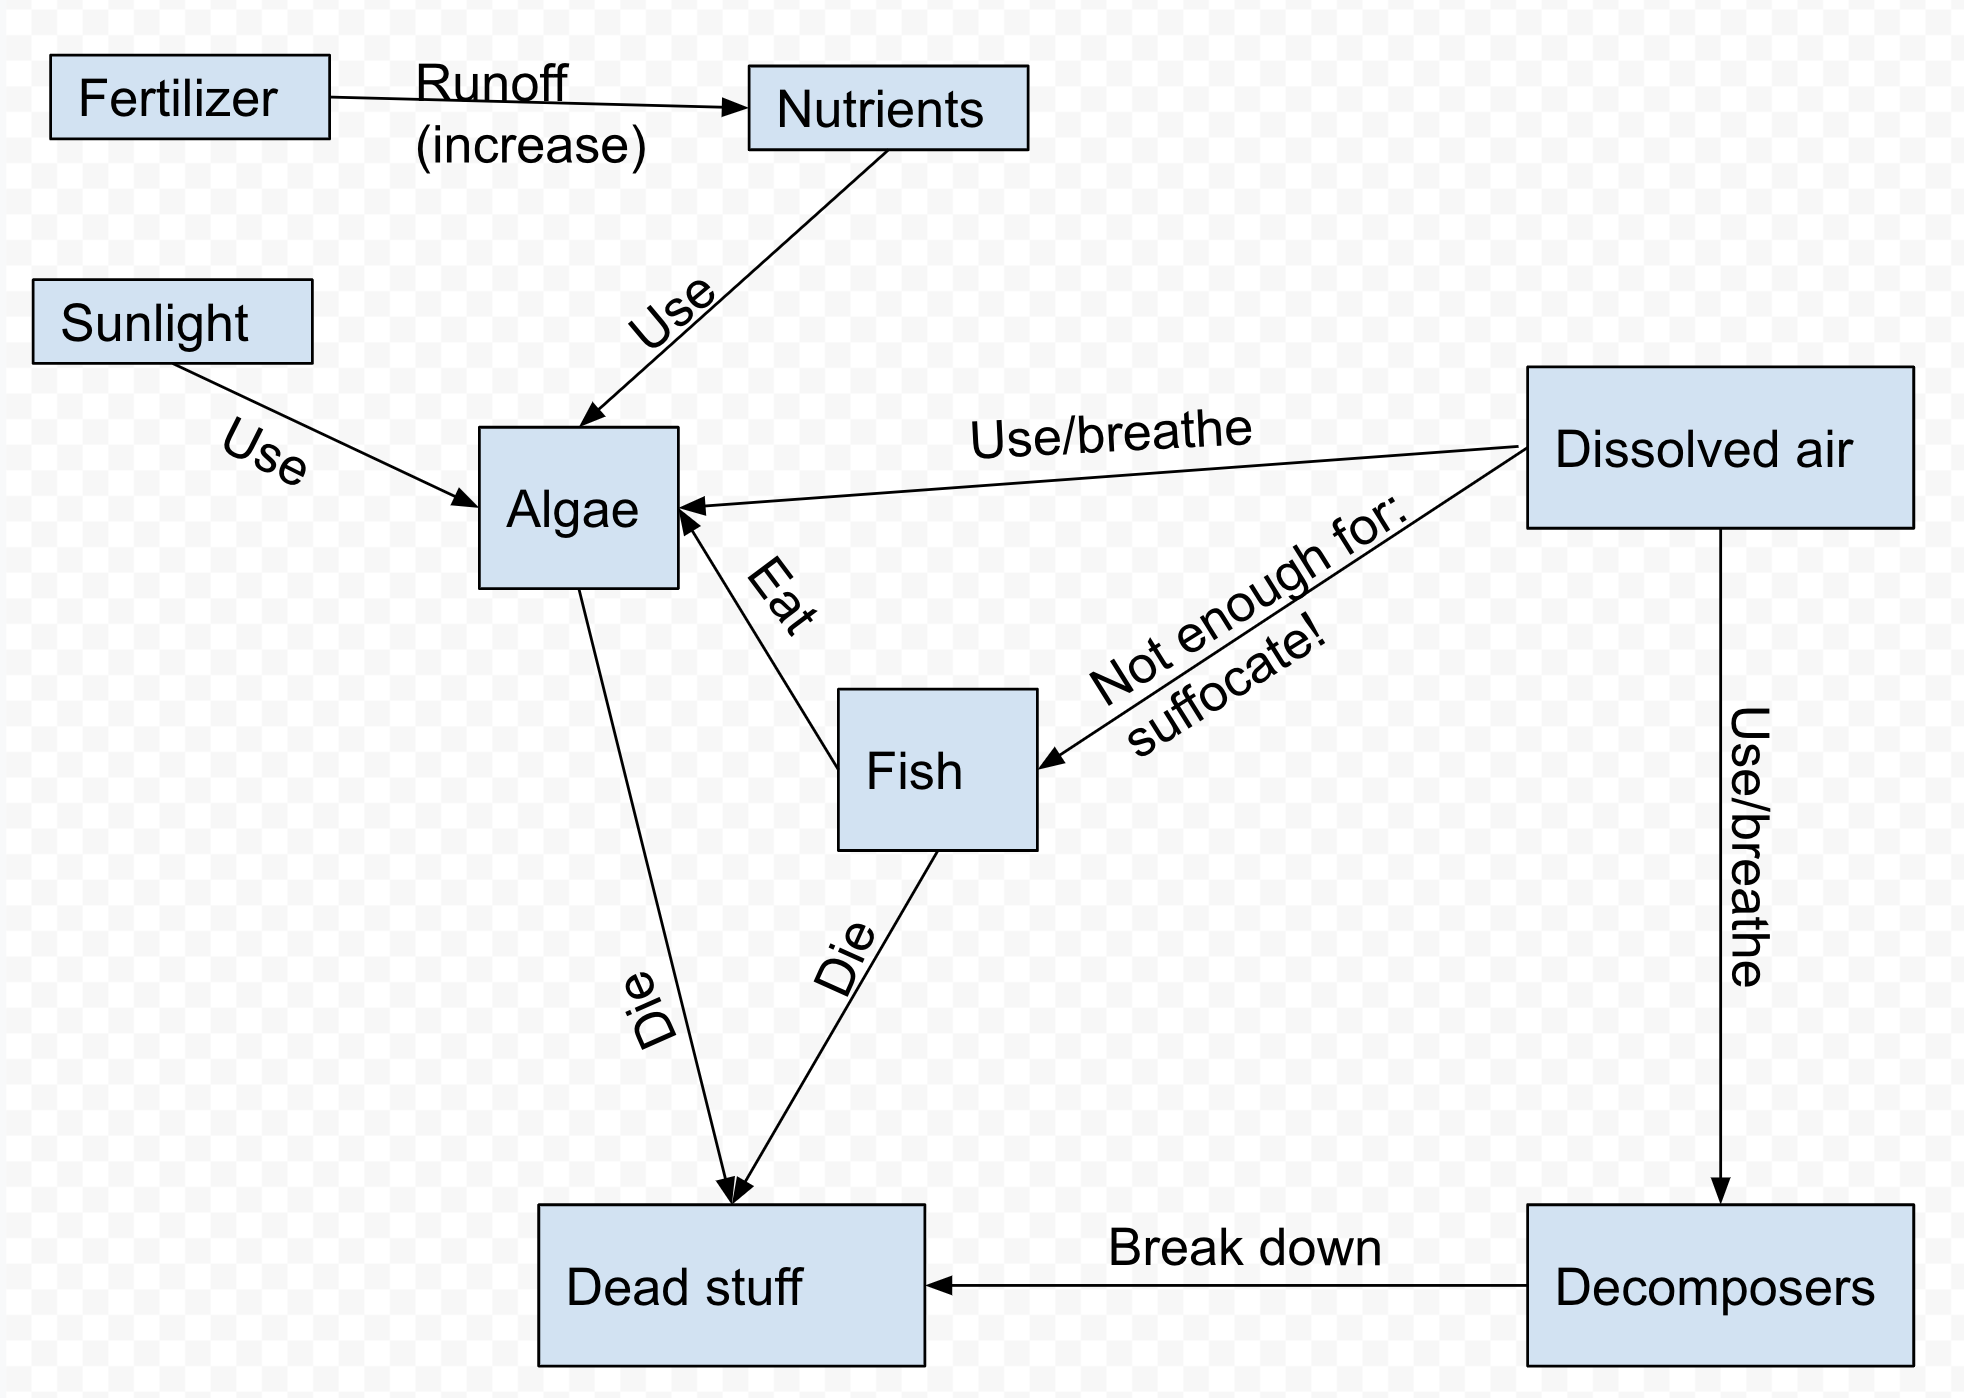 Fertilizer
Runoff
(increase)
Nutrients
Sunlight
Use
Use
Algae
Use/breathe
Dissolved air
Eat
Not enough for:
suffocate!
Fish
Use/breathe
Die
Die
Dead stuff
Break down
Decomposers